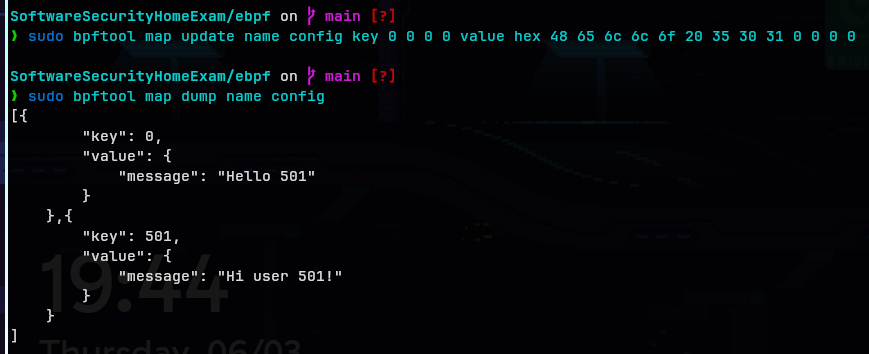 SoftwareSecurityHomeExam/ebpf on main [?]
❯ sudo bpftool map update name config key 0 0 0 0 value hex 48 65 6c 6c 6f 20 35 30 31 0 0 0 0
SoftwareSecurityHomeExam/ebpf on main [?]
❯ sudo bpftool map dump name config
[{
        "key": 0,
        "value": {
            "message": "Hello 501"
        }
    },{
        "key": 501,
        "value": {
            "message": "Hi user 501!"
        }
    }
]
19:44
Thursday, 06/03